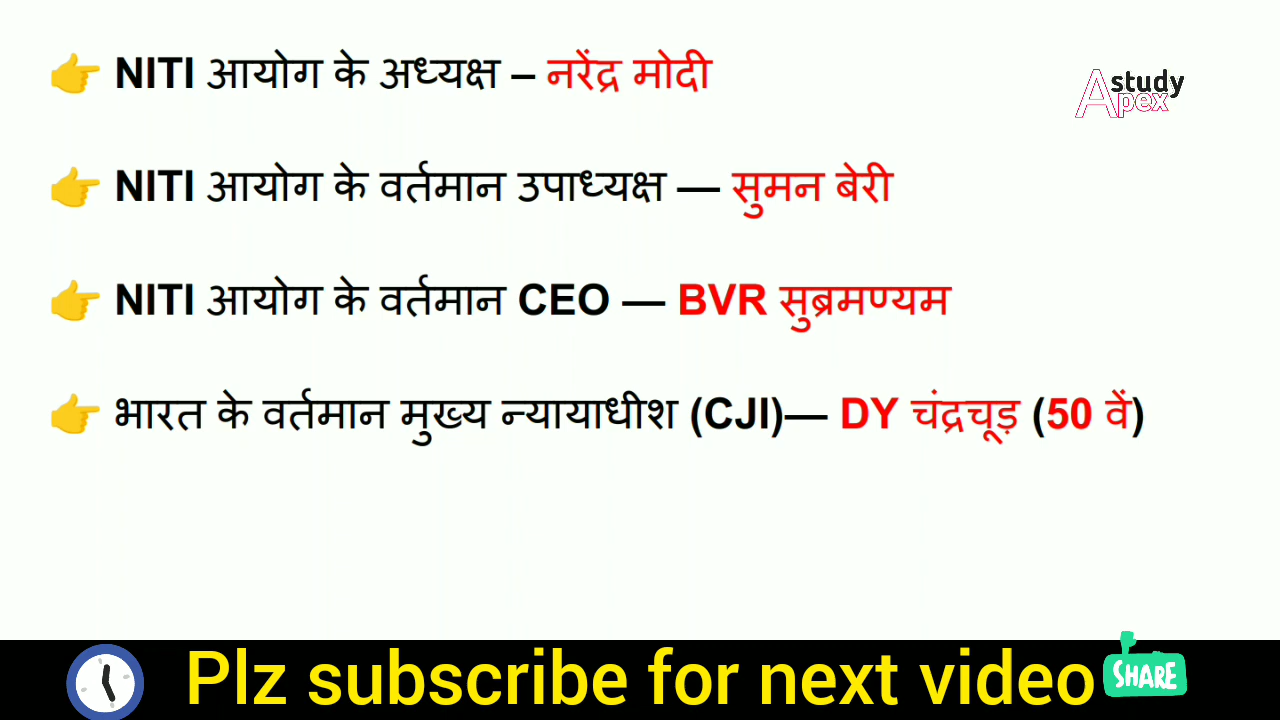 👉 NITI आयोग के अध्यक्ष – नरेंद्र मोदी
study
Apex
👉 NITI आयोग के वर्तमान उपाध्यक्ष — सुमन बेरी
👉 NITI आयोग के वर्तमान CEO — BVR सुब्रमण्यम
👉 भारत के वर्तमान मुख्य न्यायाधीश (CJI)— DY चंद्रचूड़ (50 वें)
Plz subscribe for next video
SHARE